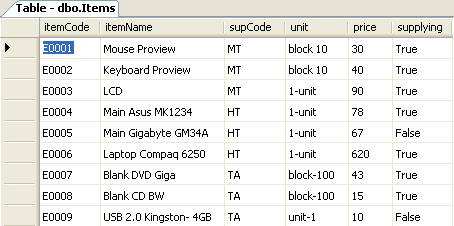 Table - dbo.Items
itemCode itemName supCode unit price supplying
E0001 Mouse Proview MT block 10 30 True
E0002 Keyboard Proview MT block 10 40 True
E0003 LCD MT 1-unit 90 True
E0004 Main Asus MK1234 HT 1-unit 78 True
E0005 Main Gigabyte GM34A HT 1-unit 67 False
E0006 Laptop Compaq 6250 HT 1-unit 620 True
E0007 Blank DVD Giga TA block-100 43 True
E0008 Blank CD BW TA block-100 15 True
E0009 USB 2.0 Kingston- 4GB TA unit-1 10 False